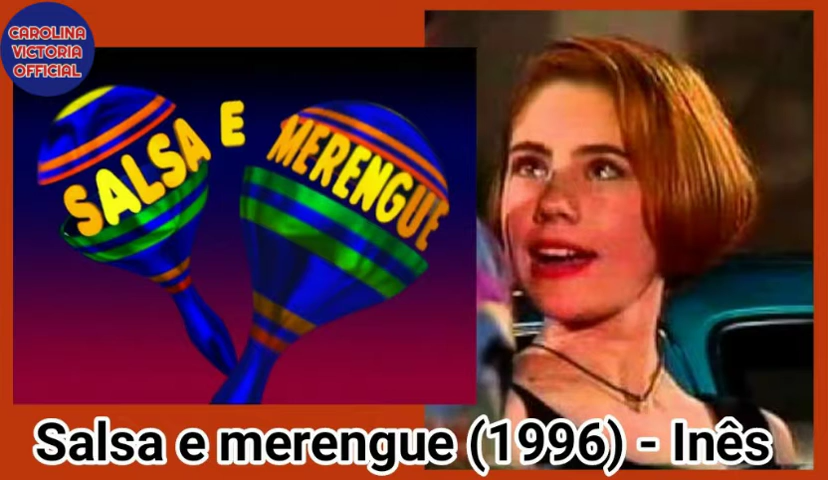 CAROLINA
VICTORIA
OFFICIAL
SALSA E MERENGUE
Salsa e merengue (1996) - Inês